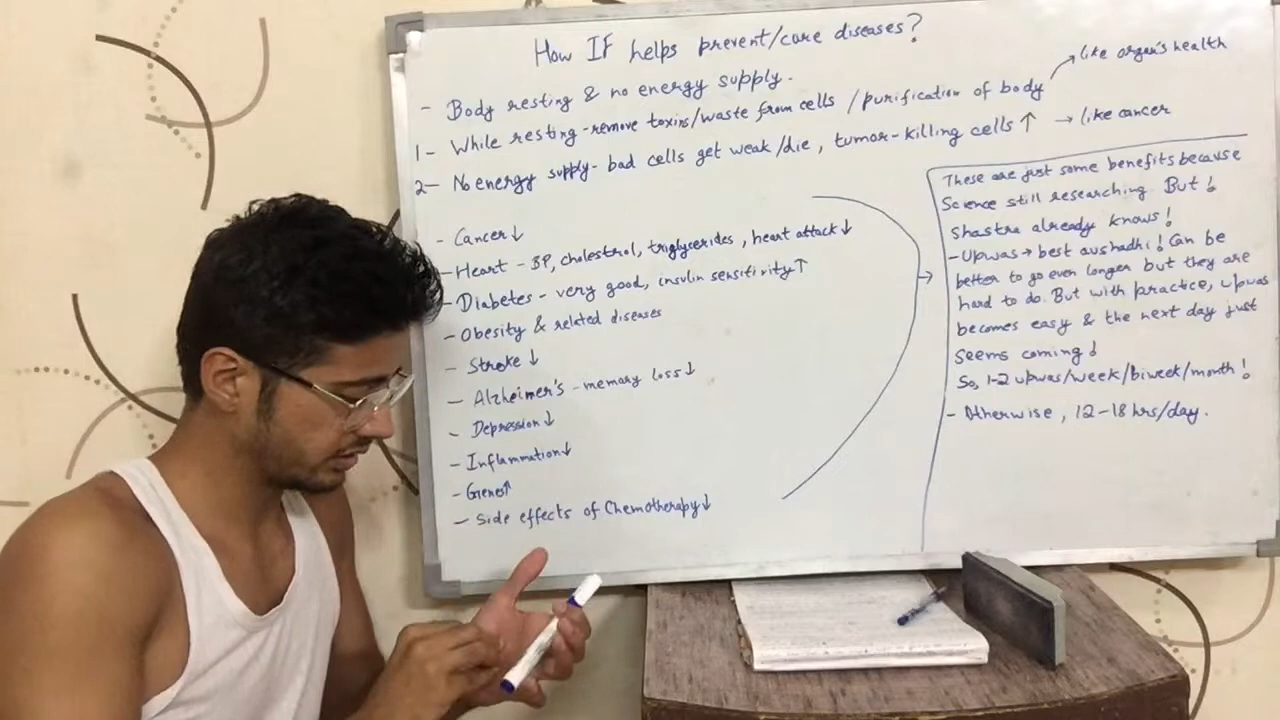 How IF helps prevent/cure diseases?
- Body resting & no energy supply.
1- While resting - remove toxins/waste from cells / purification of body → like organ's health
2- No energy supply - bad cells get weak/die, tumor-killing cells ↑ → like cancer
- Cancer ↓
- Heart - BP, cholestrol, triglycerides, heart attack ↓
- Diabetes - very good, insulin sensitivity ↑
- Obesity & related diseases
- Stroke ↓
- Alzheimer's - memory loss ↓
- Depression ↓
- Inflammation ↓
- Genes ↑
- Side effects of Chemotherapy ↓
These are just some benefits because
Science still researching But !
shastra already knows !
- Upwas → best aushadhi ! Can be
better to go even longer but they are
hard to do. But with practice, upwas
becomes easy & the next day just
seems coming !
So, 1-2 upwas/week/biweek/month !
- Otherwise, 12-18 hrs/day.